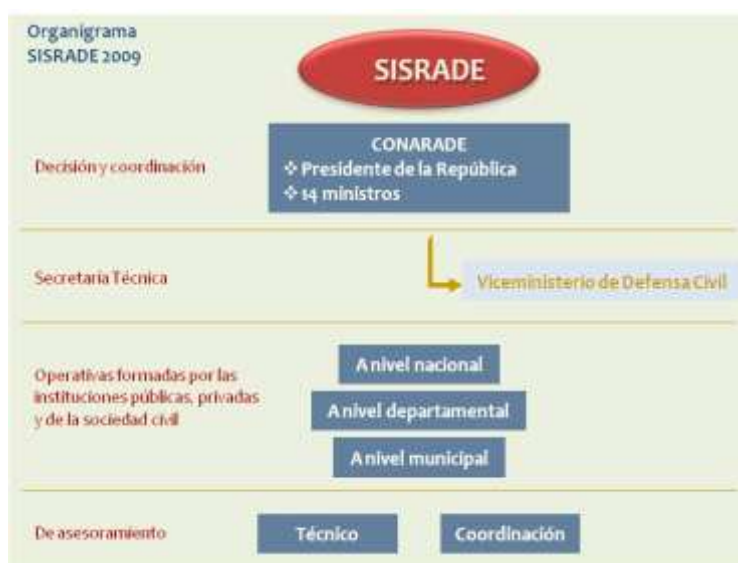 Organigrama
SISRADE 2009
SISRADE
Decisión y coordinación
CONARADE
❖ Presidente de la República
❖ 14 ministros
Secretaría Técnica
Viceministerio de Defensa Civil
Operativas formadas por las
instituciones públicas, privadas
y de la sociedad civil
A nivel nacional
A nivel departamental
A nivel municipal
De asesoramiento
Técnico
Coordinación